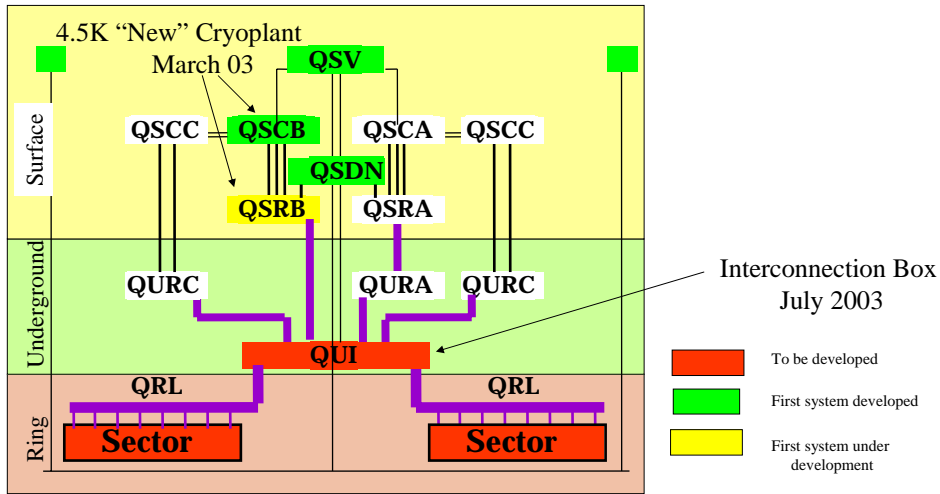 4.5K “New” Cryoplant
March 03
QSV
QSCC
QSCB
QSCA
QSCC
QSDN
QSRB
QSRA
Surface
QURC
QURA
QURC
Underground
Interconnection Box
July 2003
QUI
QRL
QRL
Sector
Sector
Ring
To be developed
First system developed
First system under
development